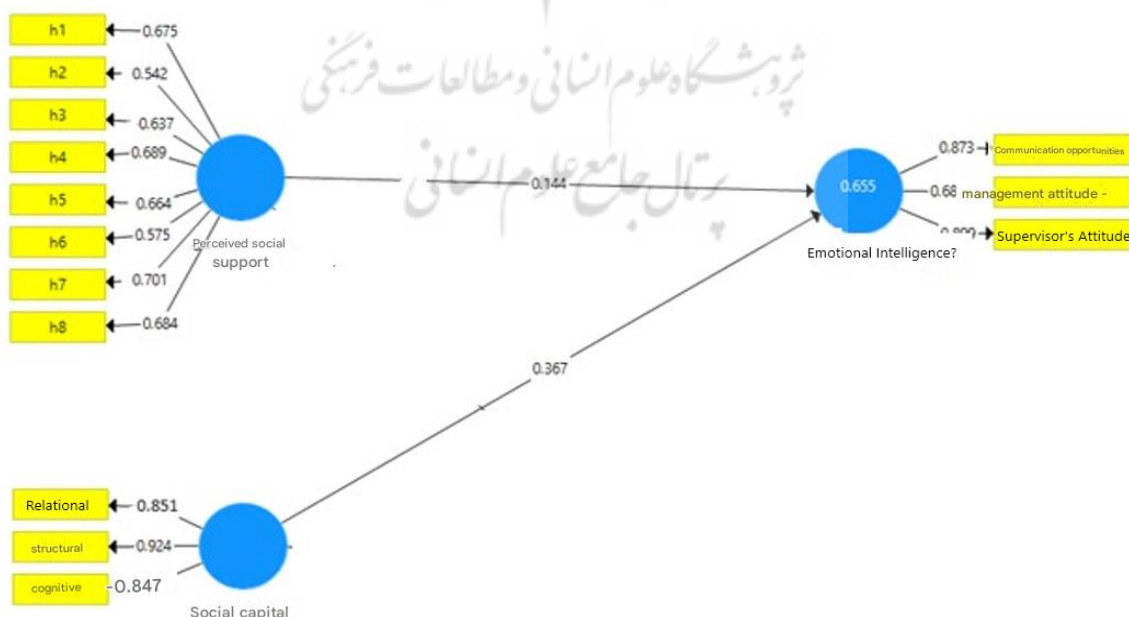 h1
0.675
h2
0.542
h3
0.637
h4
0.689
h5
0.664
h6
0.575
h7
0.701
h8
0.684
Perceived social
support
پژوهشگاه علوم انسانی و مطالعات فرهنگی
پرتال جامع علوم انسانی
0.144
0.655
Emotional Intelligence?
0.873
Communication opportunities
0.68
management attitude -
Supervisor's Attitude
0.367
Relational
0.851
structural
0.924
cognitive
-0.847
Social capital